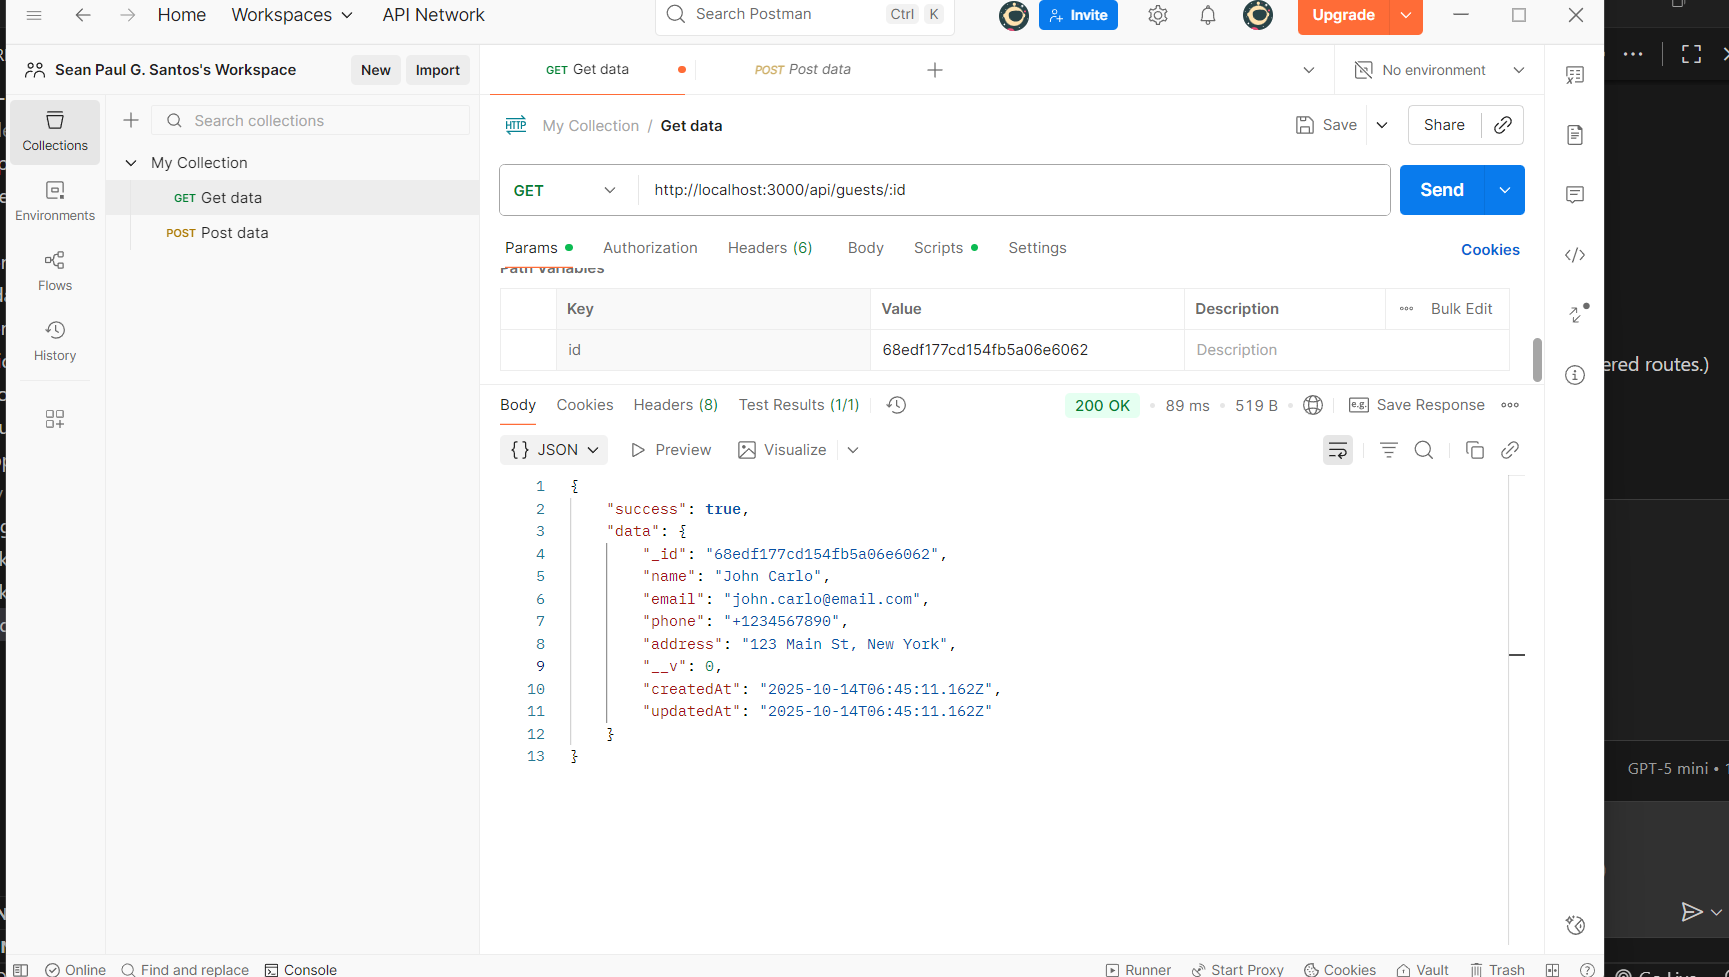 Home Workspaces API Network Search Postman Ctrl K Invite Upgrade
Sean Paul G. Santos's Workspace New Import GET Get data POST Post data No environment
Collections Search collections HTTP My Collection / Get data Save Share
My Collection
GET Get data GET http://localhost:3000/api/guests/:id Send
Environments
POST Post data Params Authorization Headers (6) Body Scripts Settings Cookies
Path Variables
Flows
Key Value Description Bulk Edit
History id 68edf177cd154fb5a06e6062 Description
ered routes.)
Body Cookies Headers (8) Test Results (1/1) 200 OK 89 ms 519 B e.g. Save Response
{} JSON Preview Visualize
1 {
2 "success": true,
3 "data": {
4 "_id": "68edf177cd154fb5a06e6062",
5 "name": "John Carlo",
6 "email": "john.carlo@email.com",
7 "phone": "+1234567890",
8 "address": "123 Main St, New York",
9 "__v": 0,
10 "createdAt": "2025-10-14T06:45:11.162Z",
11 "updatedAt": "2025-10-14T06:45:11.162Z"
12 }
13 }
GPT-5 mini •
Online Find and replace Console Runner Start Proxy Cookies Vault Trash Go Live